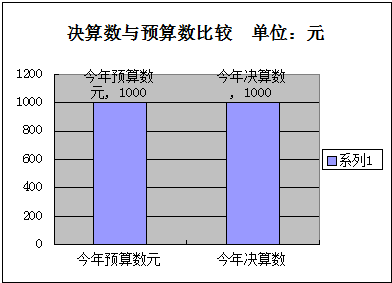 决算数与预算数比较　单位：元
今年预算数
元, 1000
今年决算数
, 1000
1200
1000
800
600
400
200
0
今年预算数元
今年决算数
系列1